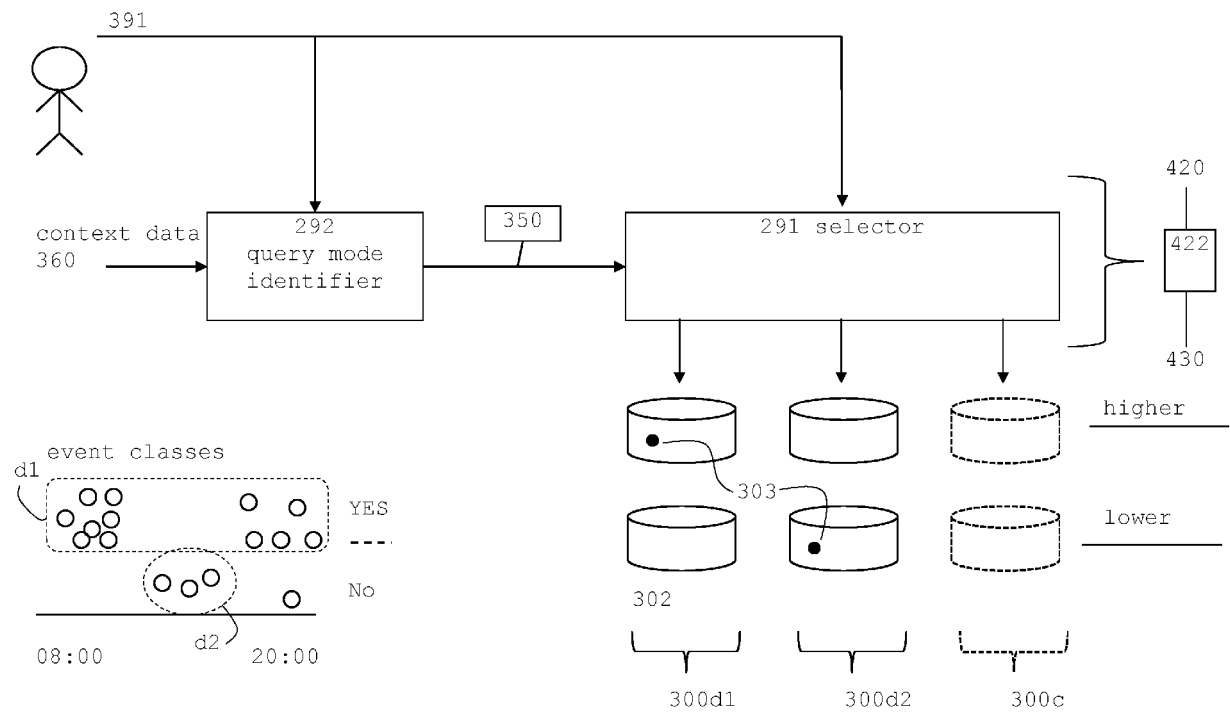 391
420
292
query mode
identifier
350
291 selector
422
context data
360
430
higher
event classes
d1
303
YES
lower
No
302
d2
08:00
20:00
300d1
300d2
300c